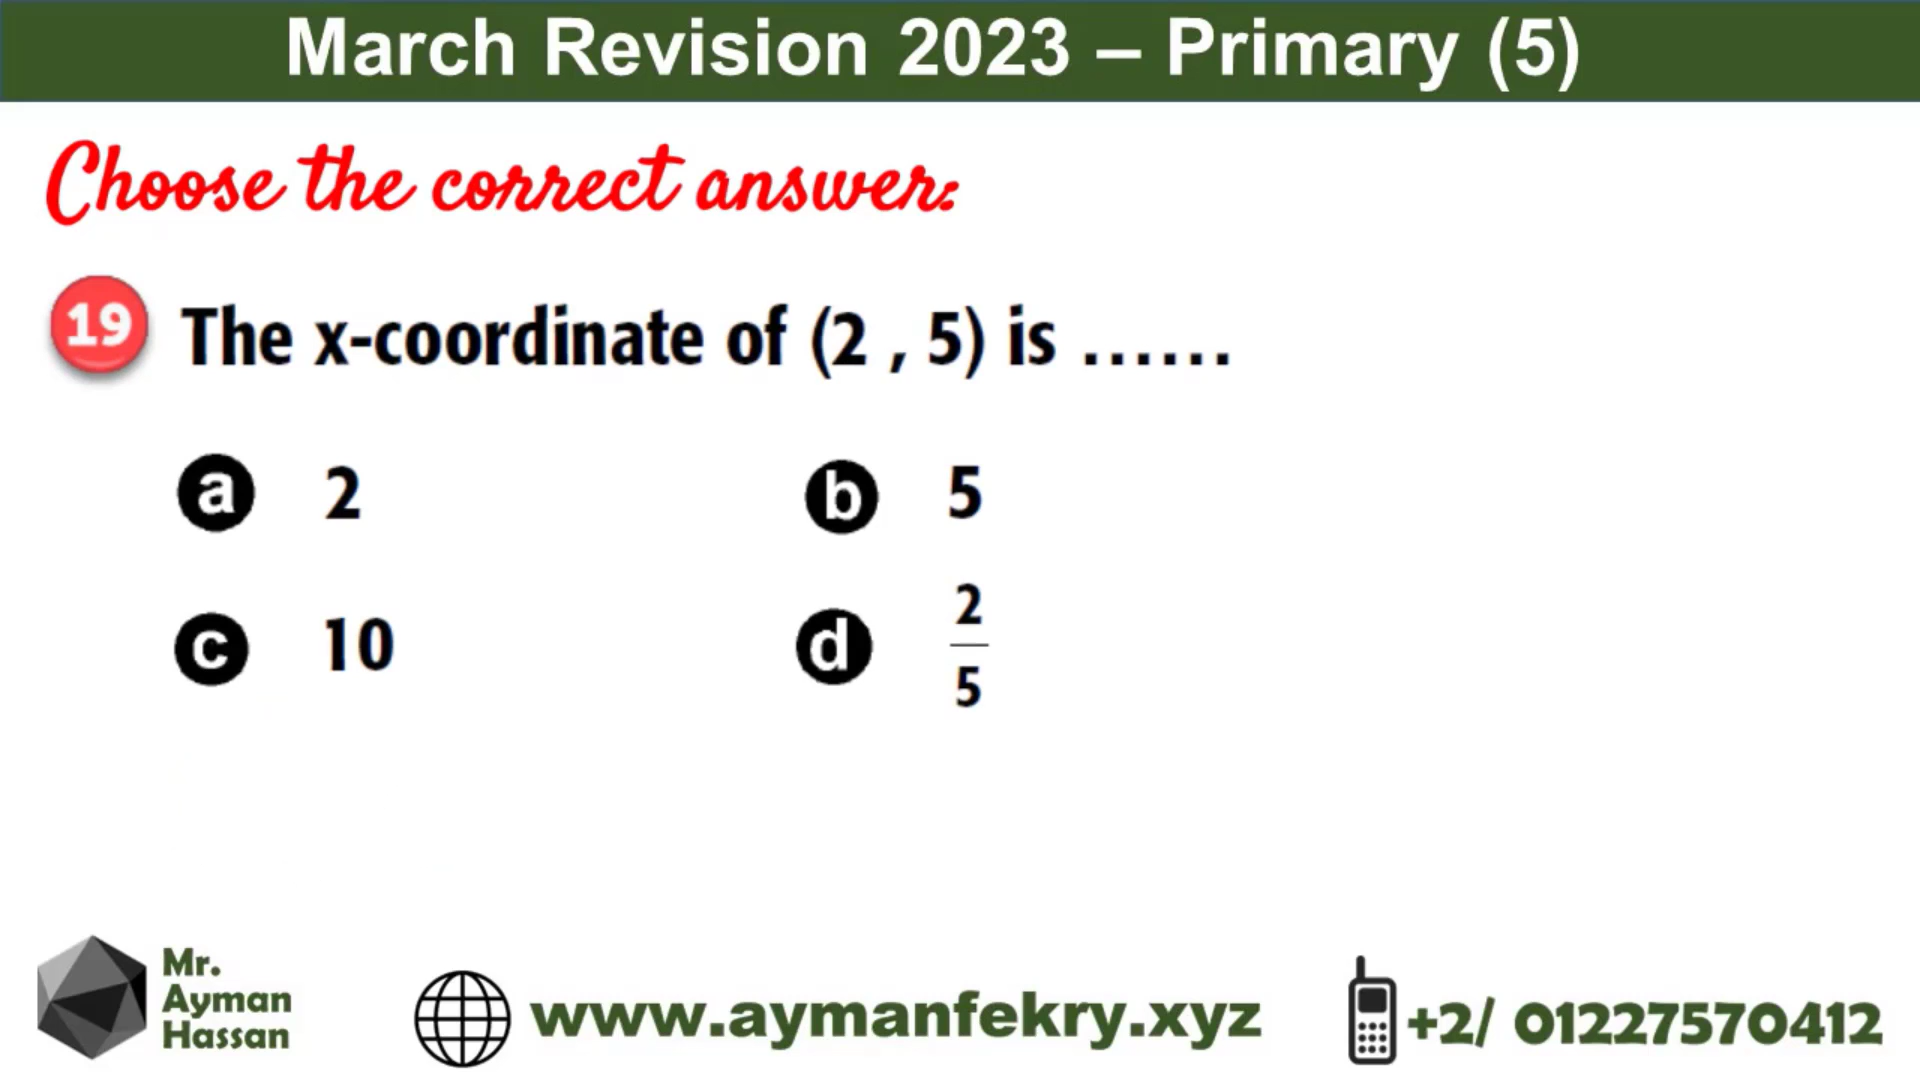 March Revision 2023 – Primary (5)
Choose the correct answer:
19 The x-coordinate of (2 , 5) is ......
a 2 b 5
c 10 d 2/5
Mr.
Ayman
Hassan
www.aymanfekry.xyz
+2/ 01227570412